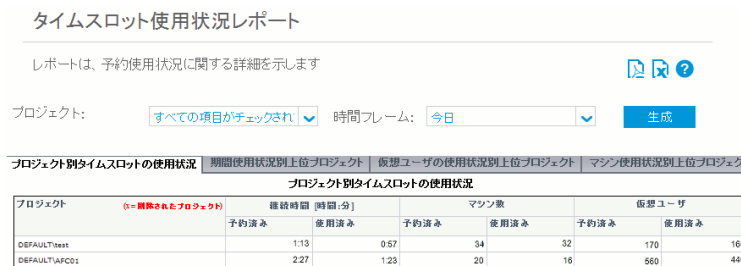 タイムスロット使用状況レポート
レポートは、予約使用状況に関する詳細を示します
プロジェクト: すべての項目がチェックされ 時間フレーム: 今日 生成
プロジェクト別タイムスロットの使用状況 期間使用状況別上位プロジェクト 仮想ユーザの使用状況別上位プロジェクト マシン使用状況別上位プロジェク
プロジェクト別タイムスロットの使用状況
プロジェクト (x= 削除されたプロジェクト) 継続時間 [時間:分] マシン数 仮想ユーザ
予約済み 使用済み 予約済み 使用済み 予約済み 使用済み
DEFAULT\test 1:13 0:57 34 32 170 160
DEFAULT\AFC01 2:27 1:23 20 16 560